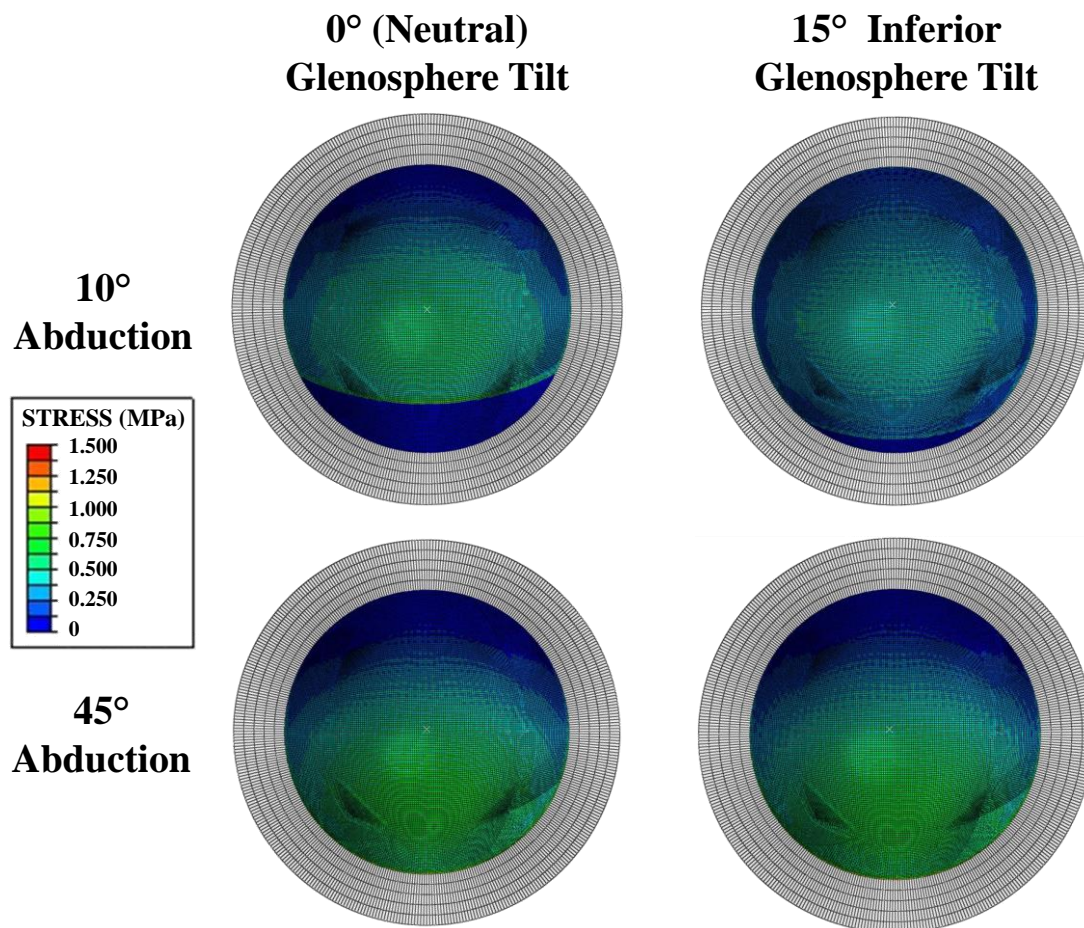 0° (Neutral)
Glenosphere Tilt
15° Inferior
Glenosphere Tilt
10°
Abduction
STRESS (MPa)
1.500
1.250
1.000
0.750
0.500
0.250
0
45°
Abduction